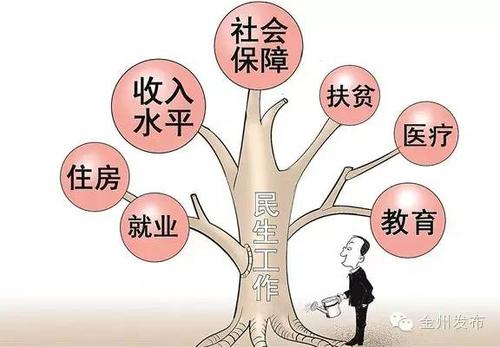 社会
保障
收入
水平
扶贫
医疗
住房
就业
教育
民生工作
金州发布